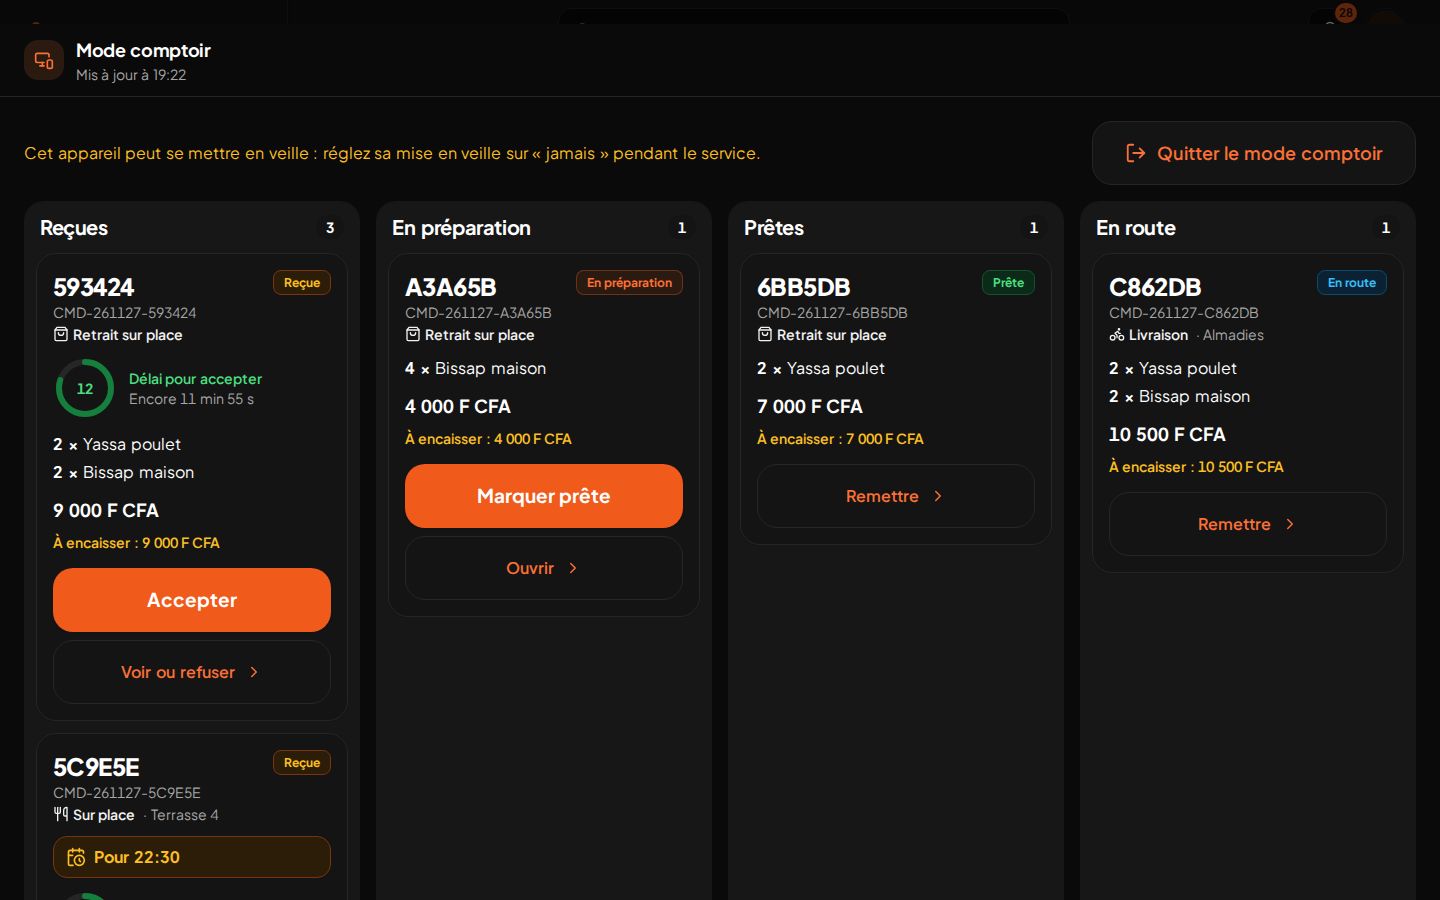 28
Mode comptoir
Mis à jour à 19:22
Cet appareil peut se mettre en veille : réglez sa mise en veille sur « jamais » pendant le service.
Quitter le mode comptoir
Reçues 3
593424 Reçue
CMD-261127-593424
Retrait sur place
12
Délai pour accepter
Encore 11 min 55 s
2 × Yassa poulet
2 × Bissap maison
9 000 F CFA
À encaisser : 9 000 F CFA
Accepter
Voir ou refuser
5C9E5E Reçue
CMD-261127-5C9E5E
Sur place · Terrasse 4
Pour 22:30
En préparation 1
A3A65B En préparation
CMD-261127-A3A65B
Retrait sur place
4 × Bissap maison
4 000 F CFA
À encaisser : 4 000 F CFA
Marquer prête
Ouvrir
Prêtes 1
6BB5DB Prête
CMD-261127-6BB5DB
Retrait sur place
2 × Yassa poulet
7 000 F CFA
À encaisser : 7 000 F CFA
Remettre
En route 1
C862DB En route
CMD-261127-C862DB
Livraison · Almadies
2 × Yassa poulet
2 × Bissap maison
10 500 F CFA
À encaisser : 10 500 F CFA
Remettre